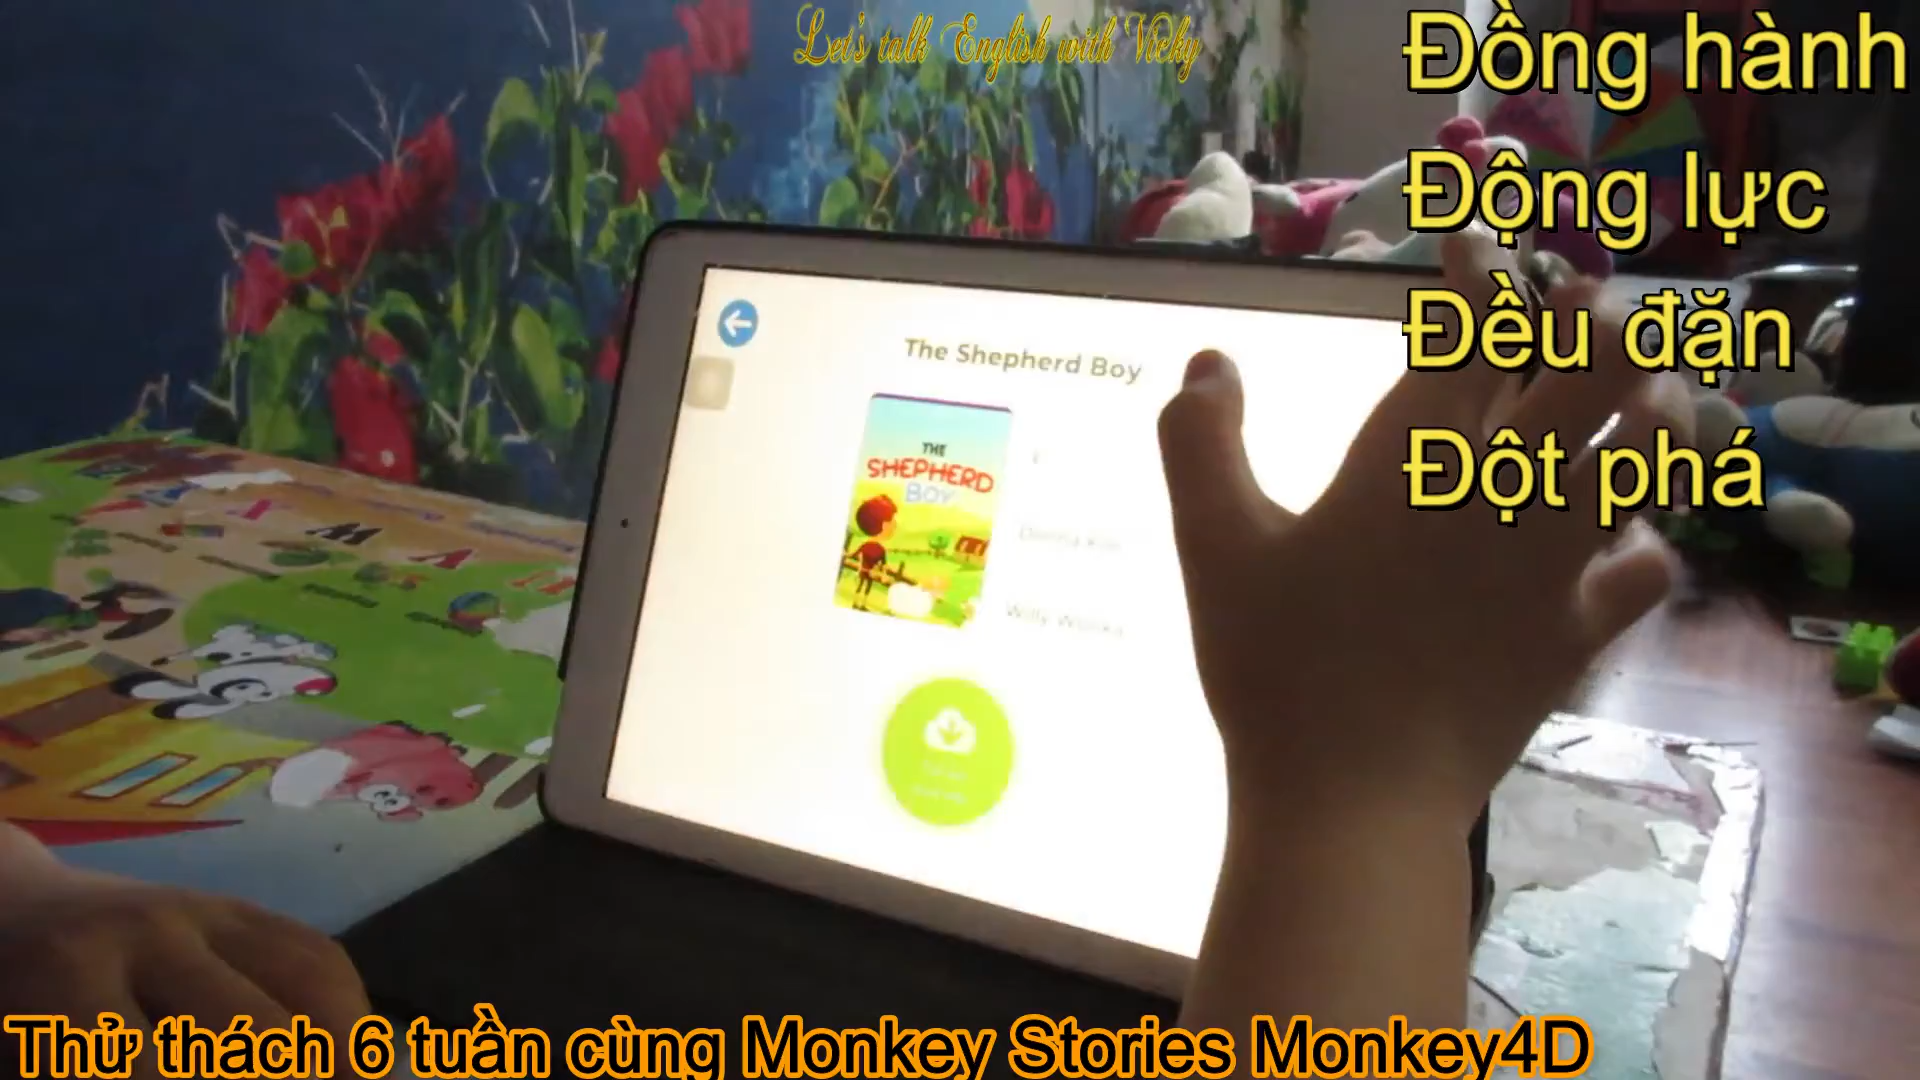 Let's talk English with Vicky
Đồng hành
Động lực
Đều đặn
Đột phá
The Shepherd Boy
THE
SHEPHERD
BOY
Thử thách 6 tuần cùng Monkey Stories Monkey4D